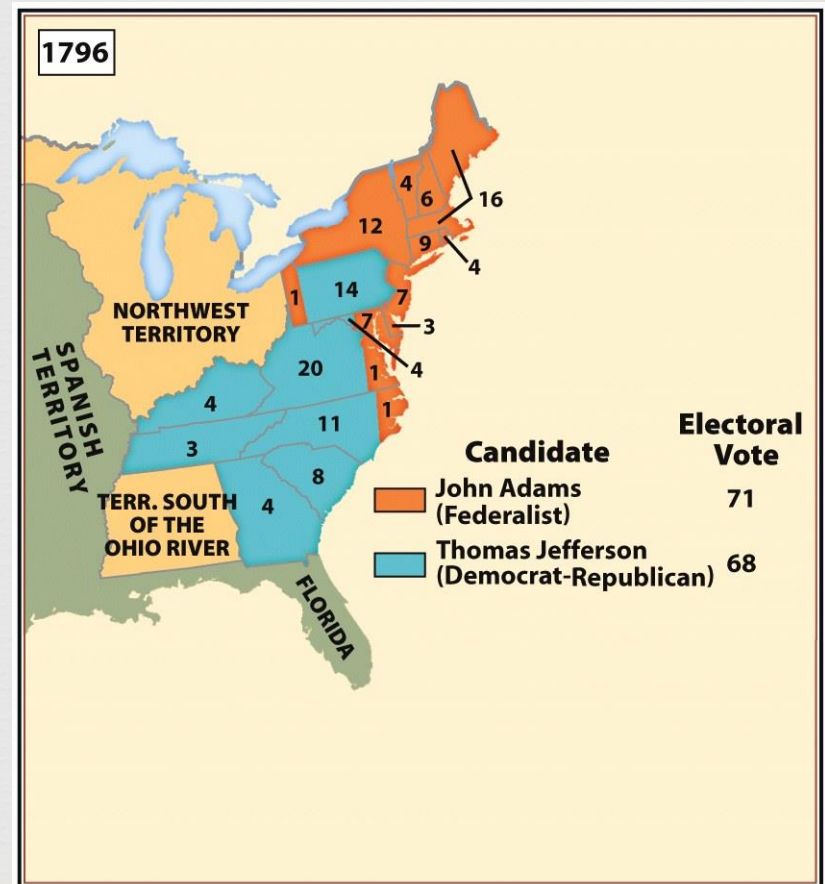 1796
4
6
16
12
9
4
1
14
7
7
3
NORTHWEST
TERRITORY
20
1
4
SPANISH
TERRITORY
4
1
11
3
8
TERR. SOUTH
OF THE
OHIO RIVER
4
FLORIDA
Candidate
Electoral
Vote
John Adams
(Federalist)
71
Thomas Jefferson
(Democrat-Republican)
68